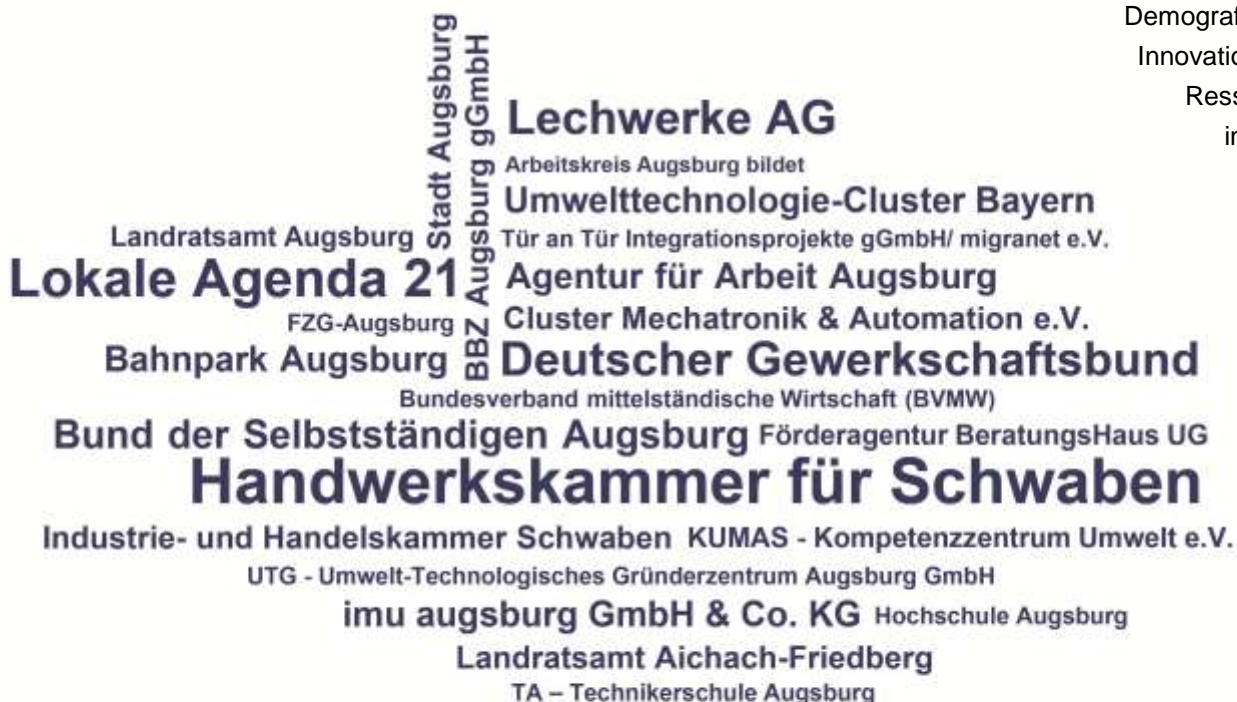 Stadt Augsburg
BBZ Augsburg gGmbH
Lechwerke AG
Arbeitskreis Augsburg bildet
Umwelttechnologie-Cluster Bayern
Landratsamt Augsburg
Tür an Tür Integrationsprojekte gGmbH/ migranet e.V.
Lokale Agenda 21
Agentur für Arbeit Augsburg
FZG-Augsburg
Cluster Mechatronik & Automation e.V.
Bahnpark Augsburg
Deutscher Gewerkschaftsbund
Bundesverband mittelständische Wirtschaft (BVMW)
Bund der Selbstständigen Augsburg Förderagentur BeratungsHaus UG
Handwerkskammer für Schwaben
Industrie- und Handelskammer Schwaben KUMAS - Kompetenzzentrum Umwelt e.V.
UTG - Umwelt-Technologisches Gründerzentrum Augsburg GmbH
imu augsburg GmbH & Co. KG Hochschule Augsburg
Landratsamt Aichach-Friedberg
TA – Technikerschule Augsburg